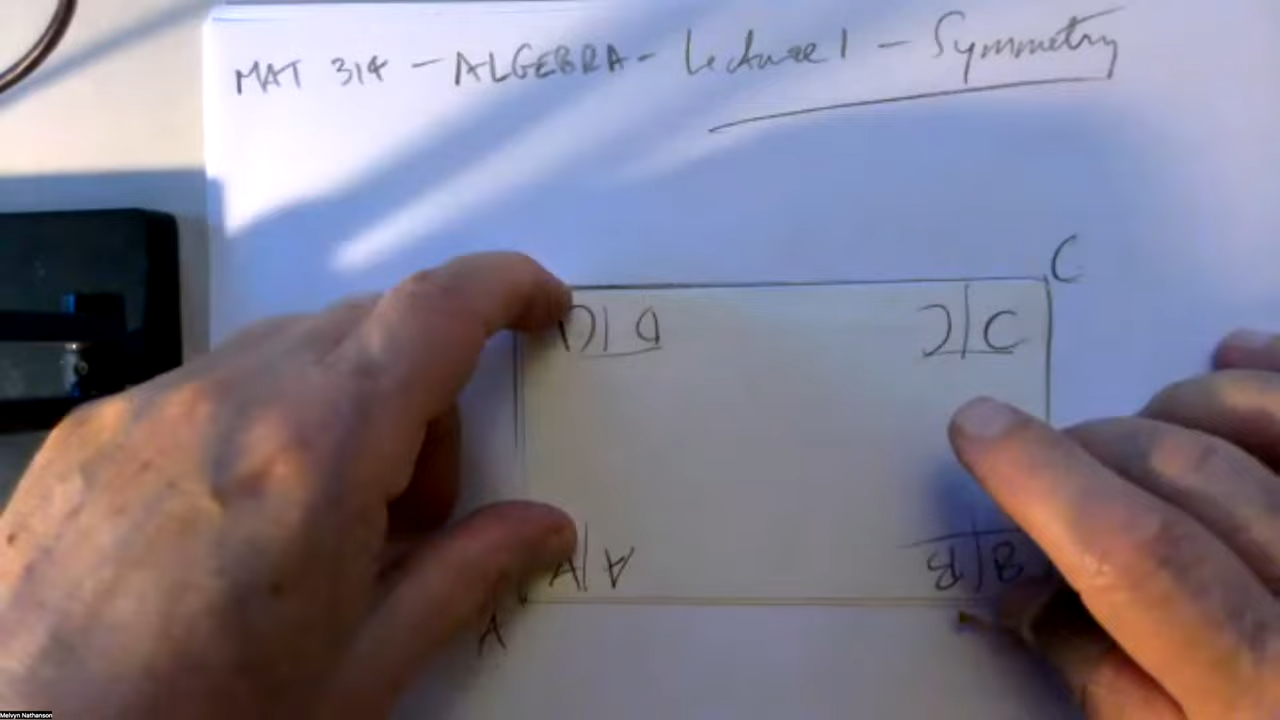 MAT 314 - ALGEBRA - Lecture 1 - Symmetry
C
D | D
C | C
A | A
B | B
A
Melvyn Nathanson